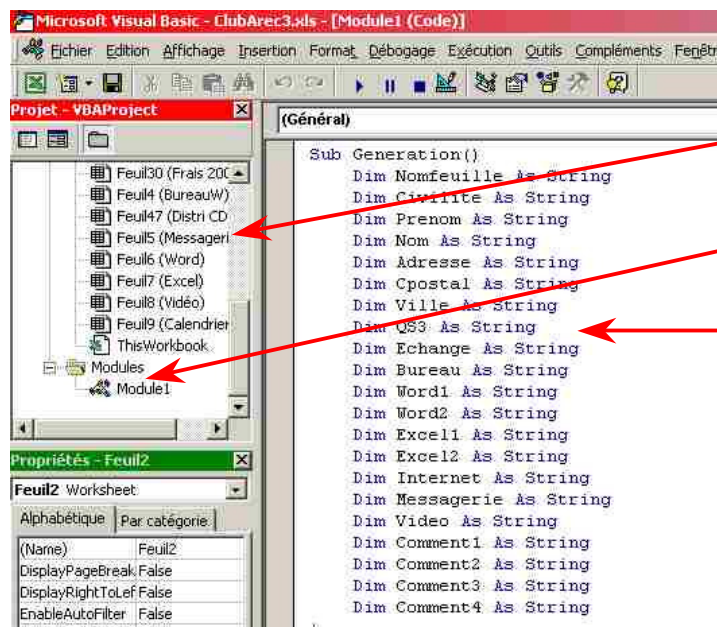 Microsoft Visual Basic - ClubArec3.xls - [Module1 (Code)]
Fichier Edition Affichage Insertion Format Débogage Exécution Outils Compléments Fenêtr
Projet - VBAProject
Feuil30 (Frais 200
Feuil4 (BureauW)
Feuil47 (Distri CD
Feuil5 (Messageri
Feuil6 (Word)
Feuil7 (Excel)
Feuil8 (Vidéo)
Feuil9 (Calendrier
ThisWorkbook
Modules
Module1
Propriétés - Feuil2
Feuil2 Worksheet
Alphabétique Par catégorie
(Name) Feuil2
DisplayPageBreak False
DisplayRightToLef False
EnableAutoFilter False
(Général)
Sub Generation()
Dim Nomfeuille As String
Dim Civilite As String
Dim Prenom As String
Dim Nom As String
Dim Adresse As String
Dim Cpostal As String
Dim Ville As String
Dim QS3 As String
Dim Echange As String
Dim Bureau As String
Dim Word1 As String
Dim Word2 As String
Dim Excel1 As String
Dim Excel2 As String
Dim Internet As String
Dim Messagerie As String
Dim Video As String
Dim Comment1 As String
Dim Comment2 As String
Dim Comment3 As String
Dim Comment4 As String